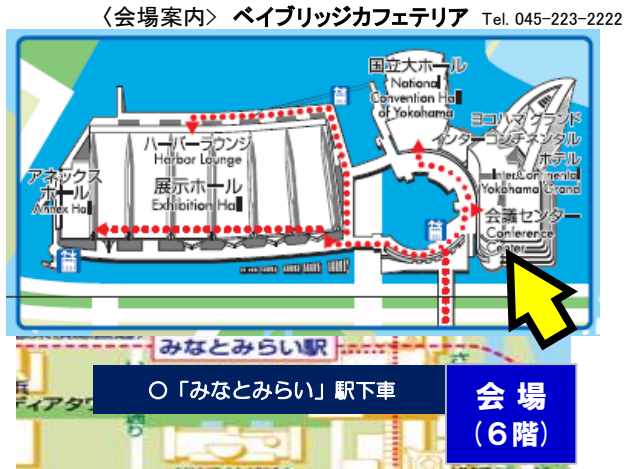 〈会場案内〉 ベイブリッジカフェテリア Tel. 045-223-2222
国立大ホール
National
Convention Hall
of Yokohama
ヨコハマ グランド
インターコンチネンタル
ホテル
InterContinental
Yokohama Grand
ハーバーラウンジ
Harbor Lounge
アネックス
ホール
Annex Hall
展示ホール
Exhibition Hall
会議センター
Conference
Center
みなとみらい駅
ィアタワ
〇「みなとみらい」駅下車
会 場
(6階)